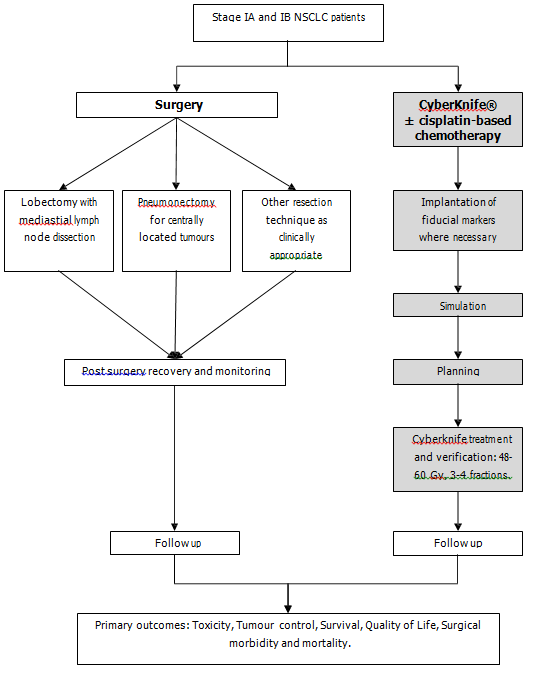 Stage IA and IB NSCLC patients
Surgery
CyberKnife®
± cisplatin-based
chemotherapy
Lobectomy with
mediastial lymph
node dissection
Pneumonectomy
for centrally
located tumours
Other resection
technique as
clinically
appropriate
Implantation of
fiducial markers
where necessary
Simulation
Post surgery recovery and monitoring
Planning
Cyberknife treatment
and verification: 48-
60 Gy, 3-4 fractions.
Follow up
Follow up
Primary outcomes: Toxicity, Tumour control, Survival, Quality of Life, Surgical
morbidity and mortality.